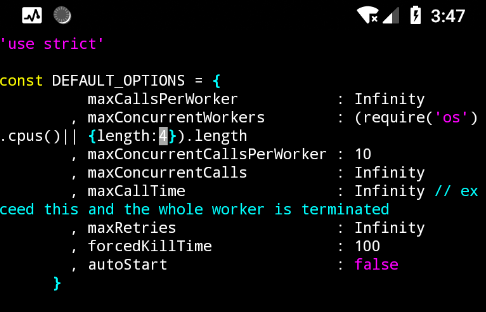 3:47
'use strict'
const DEFAULT_OPTIONS = {
maxCallsPerWorker : Infinity
, maxConcurrentWorkers : (require('os')
.cpus()|| {length:4}).length
, maxConcurrentCallsPerWorker : 10
, maxConcurrentCalls : Infinity
, maxCallTime : Infinity // ex
ceed this and the whole worker is terminated
, maxRetries : Infinity
, forcedKillTime : 100
, autoStart : false
}